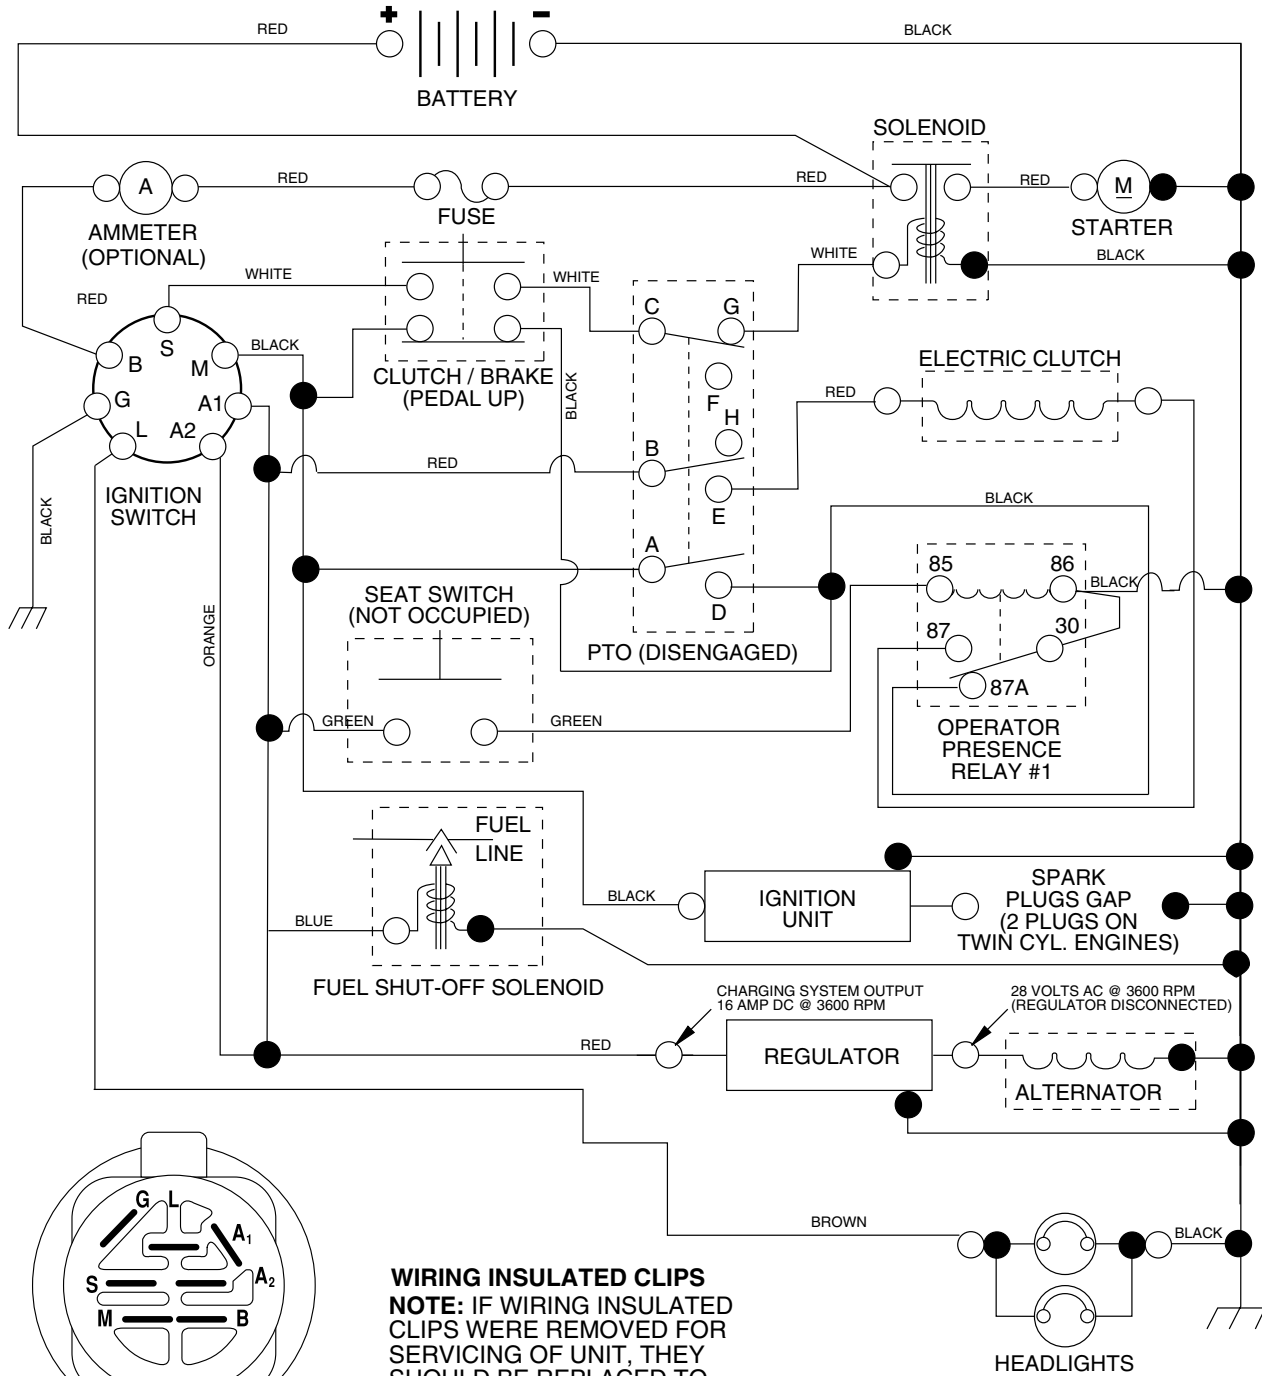 +
−
RED
BLACK
BATTERY
SOLENOID
A
RED
RED
RED
M
FUSE
AMMETER
(OPTIONAL)
STARTER
WHITE
WHITE
WHITE
BLACK
RED
C
G
S
BLACK
B
M
ELECTRIC CLUTCH
CLUTCH / BRAKE
(PEDAL UP)
BLACK
RED
G
A1
F
L
A2
H
B
RED
IGNITION
SWITCH
BLACK
BLACK
E
A
85
86
BLACK
SEAT SWITCH
(NOT OCCUPIED)
D
ORANGE
87
30
PTO (DISENGAGED)
87A
GREEN
GREEN
OPERATOR
PRESENCE
RELAY #1
FUEL
LINE
BLACK
IGNITION
UNIT
SPARK
PLUGS GAP
(2 PLUGS ON
TWIN CYL. ENGINES)
BLUE
FUEL SHUT-OFF SOLENOID
CHARGING SYSTEM OUTPUT
16 AMP DC @ 3600 RPM
28 VOLTS AC @ 3600 RPM
(REGULATOR DISCONNECTED)
RED
REGULATOR
ALTERNATOR
G
L
A1
S
A2
M
B
BROWN
BLACK
HEADLIGHTS
WIRING INSULATED CLIPS
NOTE: IF WIRING INSULATED
CLIPS WERE REMOVED FOR
SERVICING OF UNIT, THEY
SHOULD BE REPLACED TO